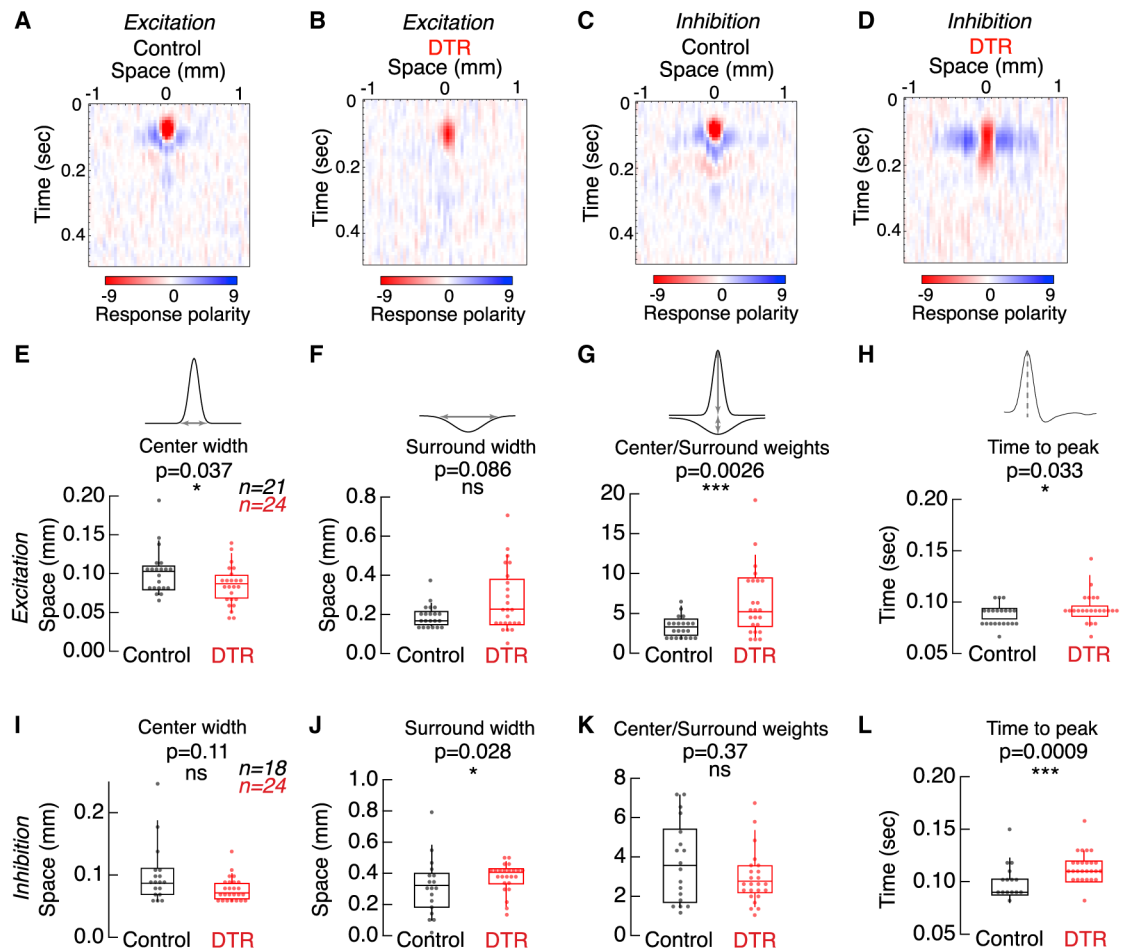 A
Excitation
Control
Space (mm)
-1 0 1
0
0.2
0.4
Time (sec)
-9 0 9
Response polarity
B
Excitation
DTR
Space (mm)
-1 0 1
0
0.2
0.4
Time (sec)
-9 0 9
Response polarity
C
Inhibition
Control
Space (mm)
-1 0 1
0
0.2
0.4
Time (sec)
-9 0 9
Response polarity
D
Inhibition
DTR
Space (mm)
-1 0 1
0
0.2
0.4
Time (sec)
-9 0 9
Response polarity
Excitation
E
Center width
p=0.037
*
n=21
n=24
0.20
0.15
0.10
0.05
0.00
Space (mm)
Control DTR
F
Surround width
p=0.086
ns
0.8
0.6
0.4
0.2
0.0
Space (mm)
Control DTR
G
Center/Surround weights
p=0.0026
***
20
15
10
5
0
Control DTR
H
Time to peak
p=0.033
*
0.20
0.15
0.10
0.05
Time (sec)
Control DTR
Inhibition
I
Center width
p=0.11
ns
n=18
n=24
0.2
0.1
0.0
Space (mm)
Control DTR
J
Surround width
p=0.028
*
1.0
0.8
0.6
0.4
0.2
0.0
Space (mm)
Control DTR
K
Center/Surround weights
p=0.37
ns
8
6
4
2
0
Control DTR
L
Time to peak
p=0.0009
***
0.20
0.15
0.10
0.05
Time (sec)
Control DTR